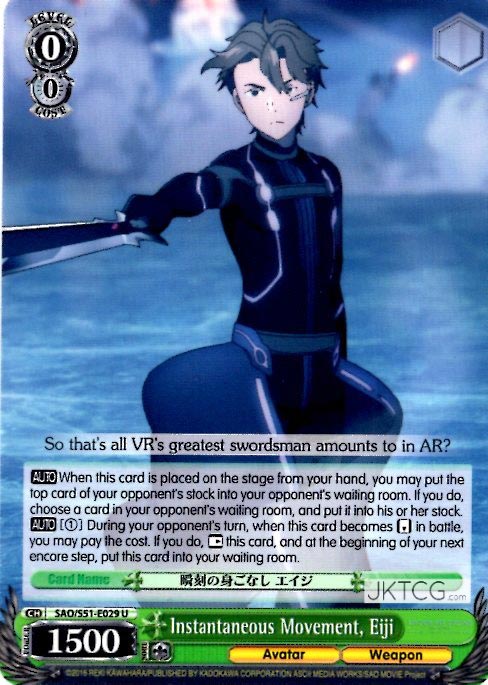 LEVEL
0
0
COST
So that's all VR's greatest swordsman amounts to in AR?
AUTO When this card is placed on the stage from your hand, you may put the
top card of your opponent's stock into your opponent's waiting room. If you do,
choose a card in your opponent's waiting room, and put it into his or her stock.
AUTO [①] During your opponent's turn, when this card becomes in battle,
you may pay the cost. If you do, this card, and at the beginning of your next
encore step, put this card into your waiting room.
Card Name 瞬刻の身ごなし エイジ
JKTCG.com
CH SAO/S51-E029 U
POWER 1500 SOUL Instantaneous Movement, Eiji
Avatar Weapon
©2016 REKI KAWAHARA/PUBLISHED BY KADOKAWA CORPORATION ASCII MEDIA WORKS/SAO MOVIE Project